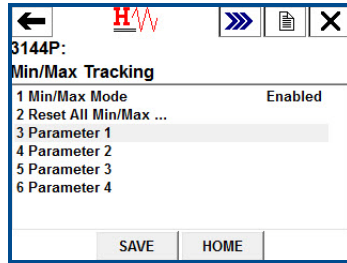 H
3144P:
Min/Max Tracking
1 Min/Max Mode Enabled
2 Reset All Min/Max ...
3 Parameter 1
4 Parameter 2
5 Parameter 3
6 Parameter 4
SAVE HOME